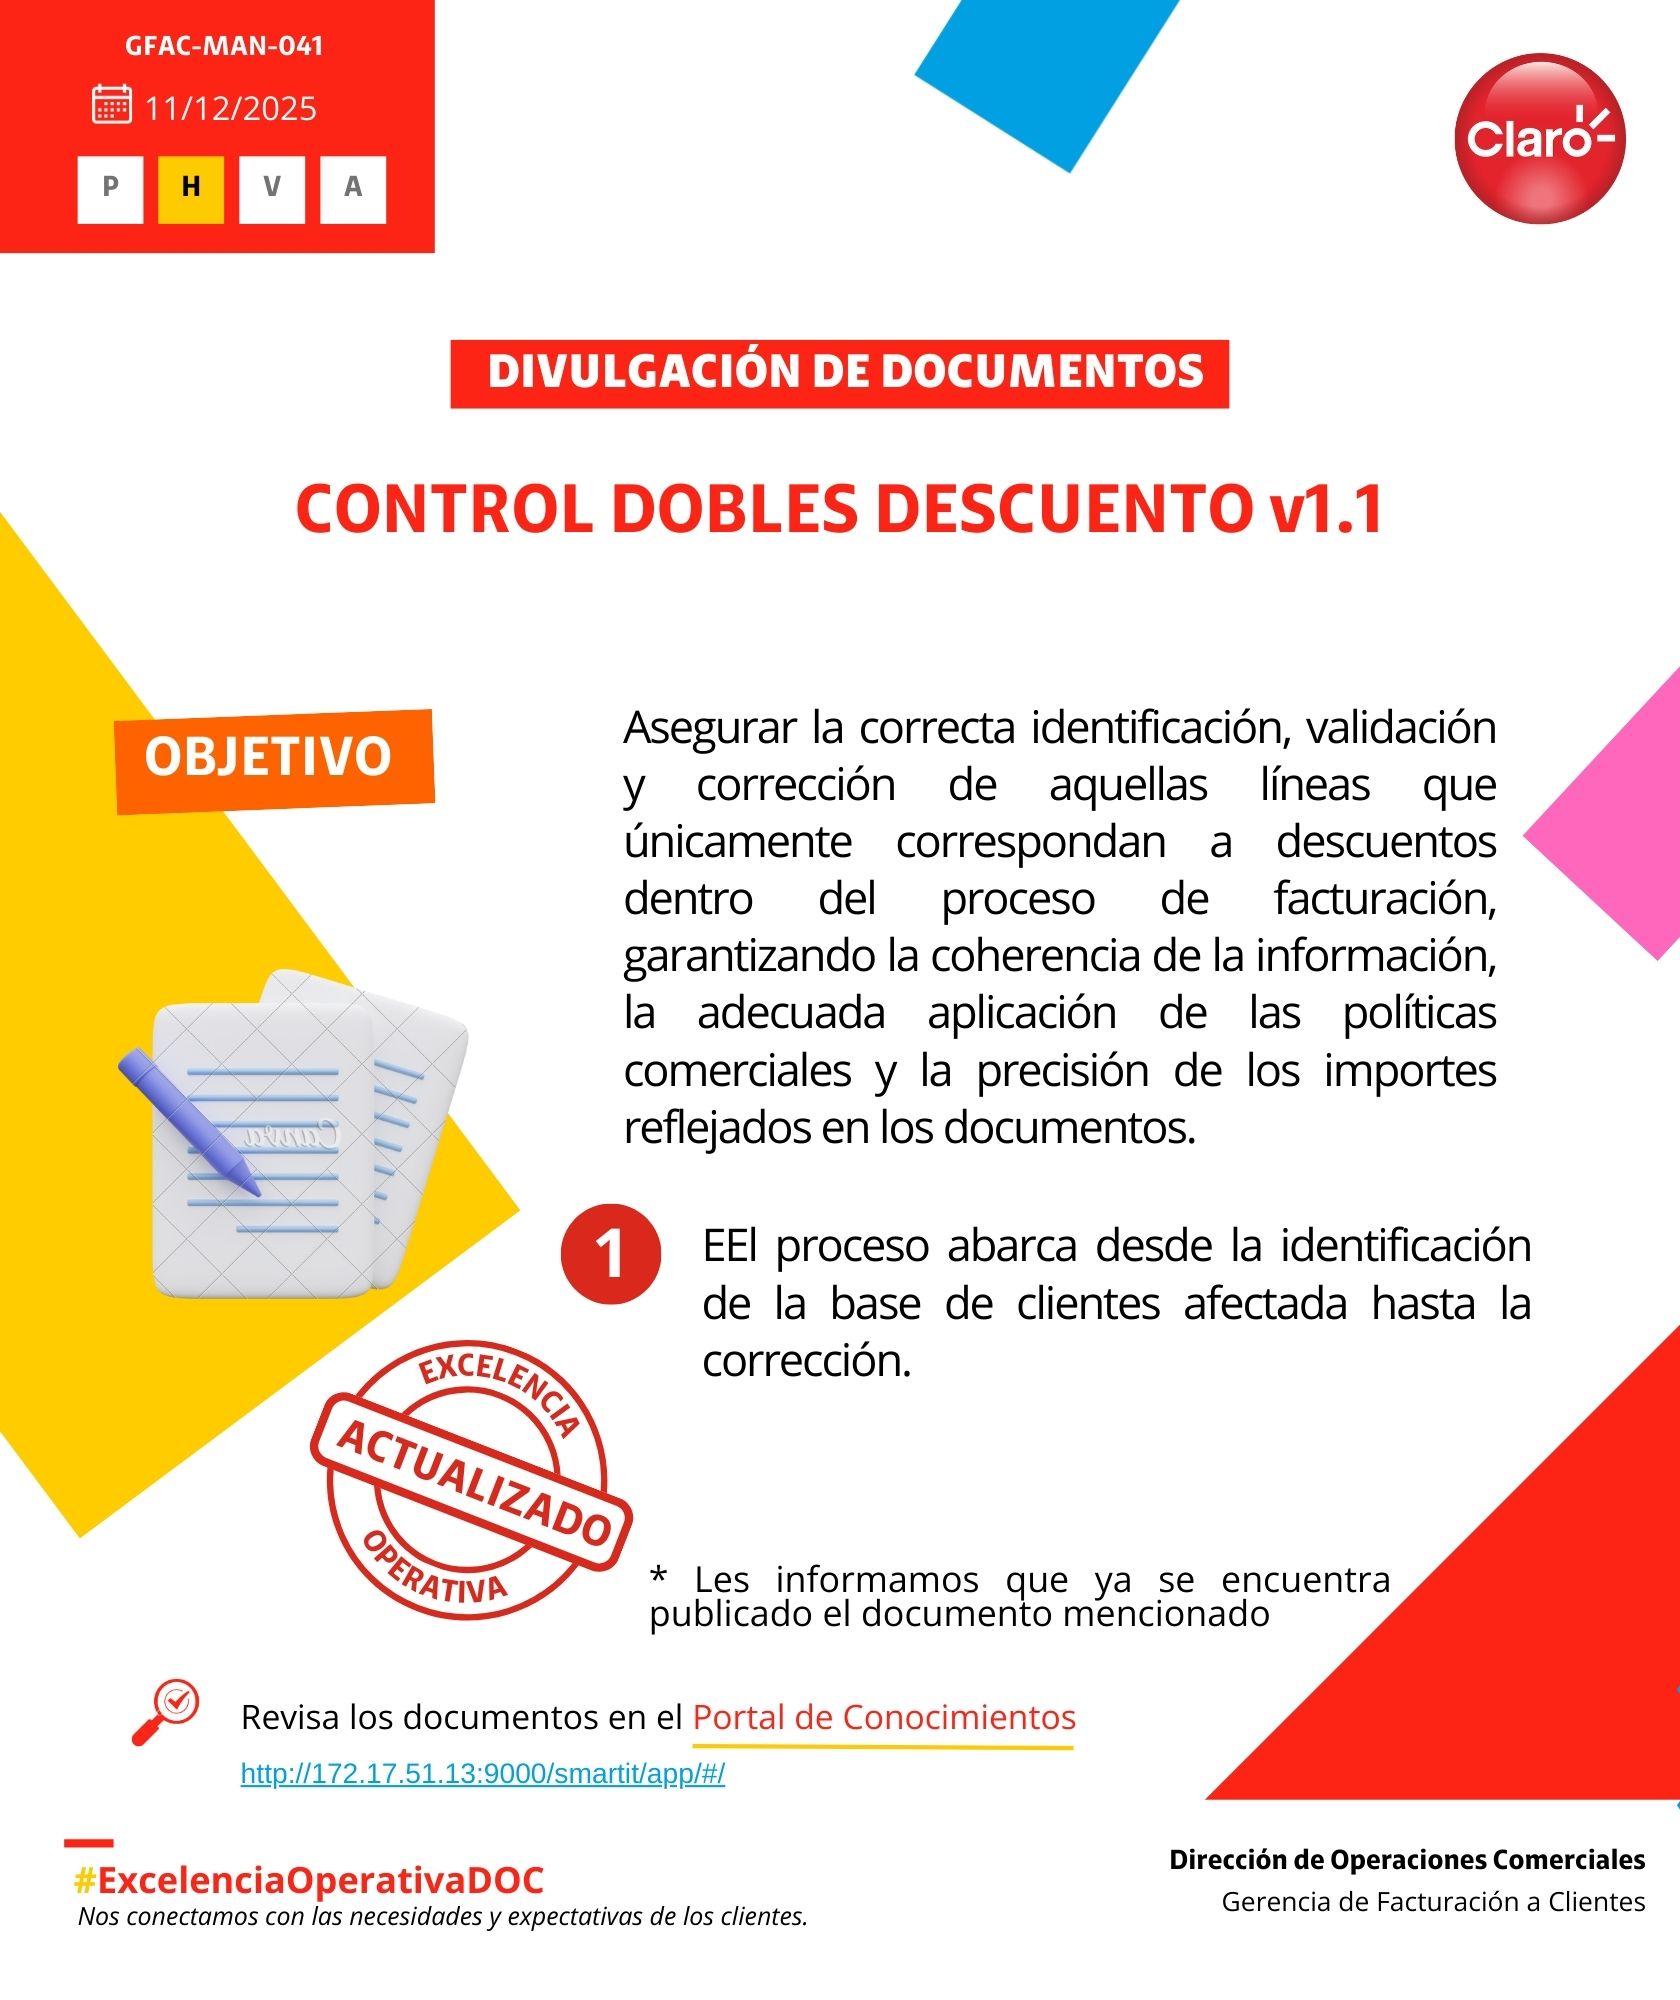 GFAC-MAN-041
11/12/2025
P H V A
Claro
DIVULGACIÓN DE DOCUMENTOS
CONTROL DOBLES DESCUENTO v1.1
OBJETIVO
Asegurar la correcta identificación, validación
y corrección de aquellas líneas que
únicamente correspondan a descuentos
dentro del proceso de facturación,
garantizando la coherencia de la información,
la adecuada aplicación de las políticas
comerciales y la precisión de los importes
reflejados en los documentos.
Canva
1
EEl proceso abarca desde la identificación
de la base de clientes afectada hasta la
corrección.
EXCELENCIA
ACTUALIZADO
OPERATIVA
* Les informamos que ya se encuentra
publicado el documento mencionado
Revisa los documentos en el Portal de Conocimientos
http://172.17.51.13:9000/smartit/app/#/
#ExcelenciaOperativaDOC
Nos conectamos con las necesidades y expectativas de los clientes.
Dirección de Operaciones Comerciales
Gerencia de Facturación a Clientes